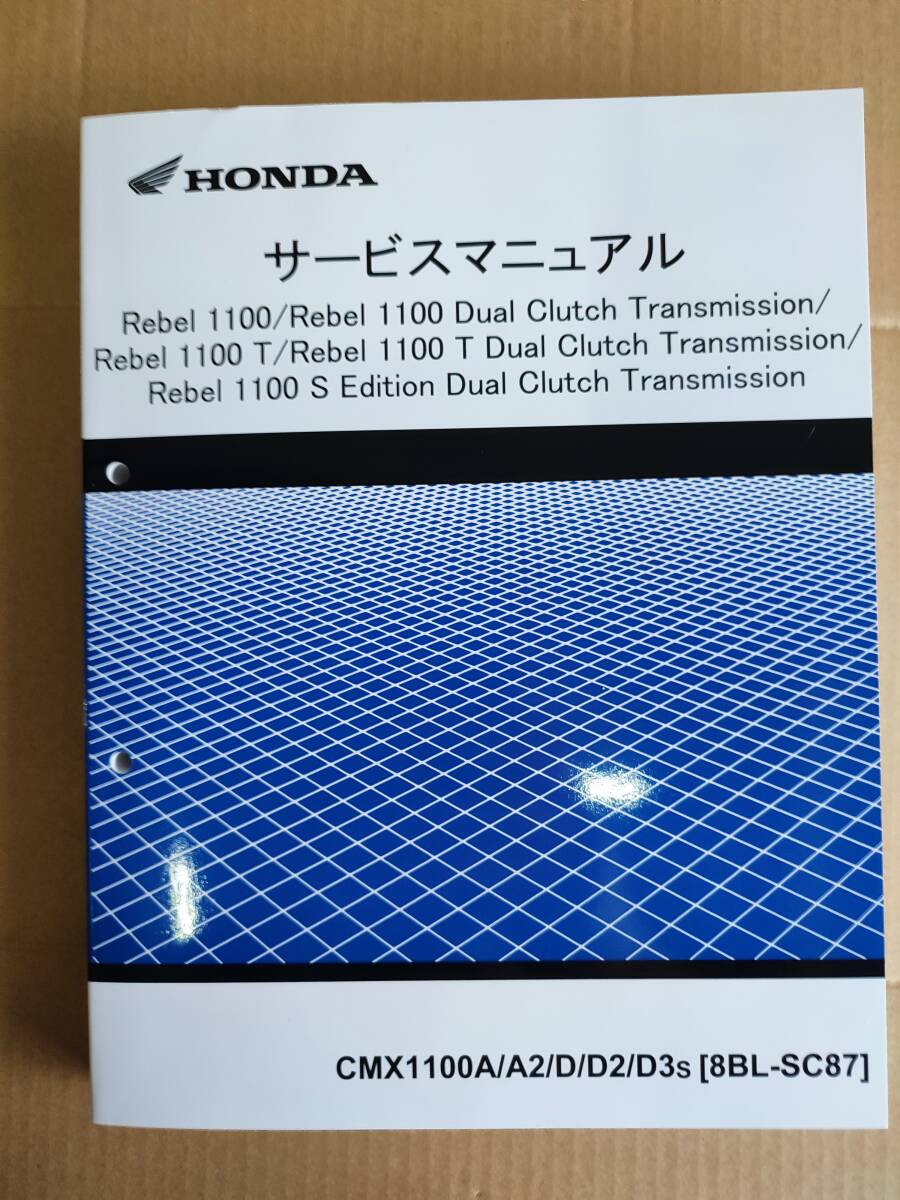 HONDA
サービスマニュアル
Rebel 1100/Rebel 1100 Dual Clutch Transmission/
Rebel 1100 T/Rebel 1100 T Dual Clutch Transmission/
Rebel 1100 S Edition Dual Clutch Transmission
CMX1100A/A2/D/D2/D3s [8BL-SC87]